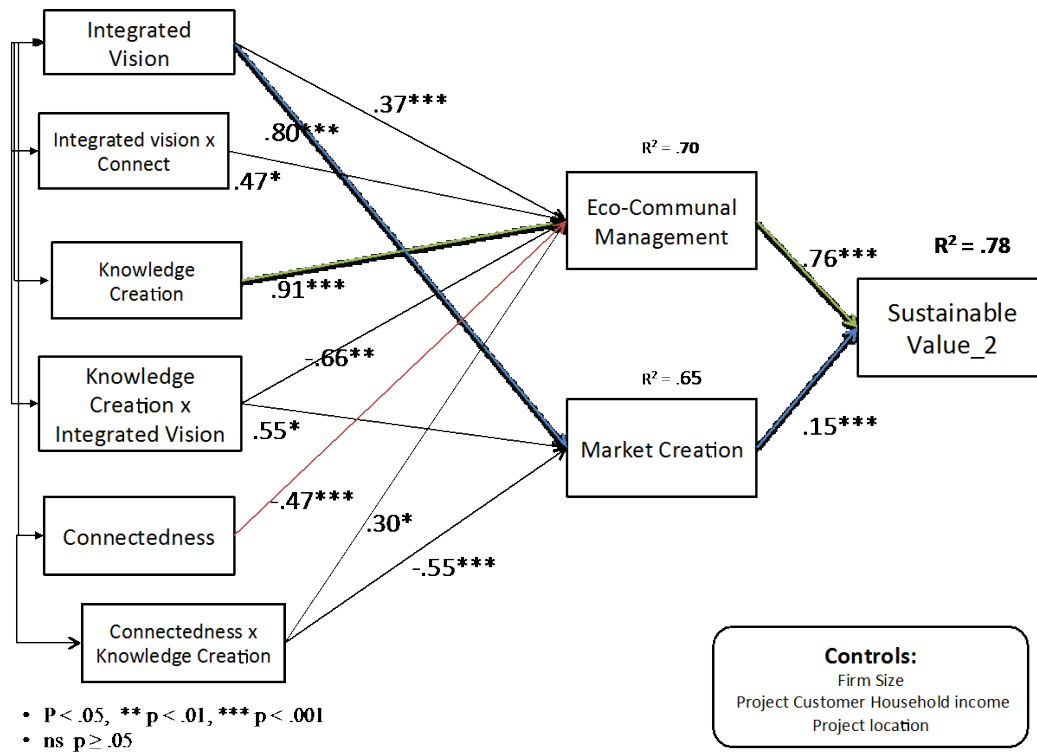 Integrated
Vision
.37***
.80***
Integrated vision x
Connect
.47*
R² = .70
Eco-Communal
Management
.76***
R² = .78
Knowledge
Creation
.91***
Sustainable
Value_2
-.66**
Knowledge
Creation x
Integrated Vision
.55*
R² = .65
Market Creation
.15***
-.47***
Connectedness
.30*
-.55***
Connectedness x
Knowledge Creation
Controls:
Firm Size
Project Customer Household income
Project location
• P < .05, ** p < .01, *** p < .001
• ns p ≥ .05